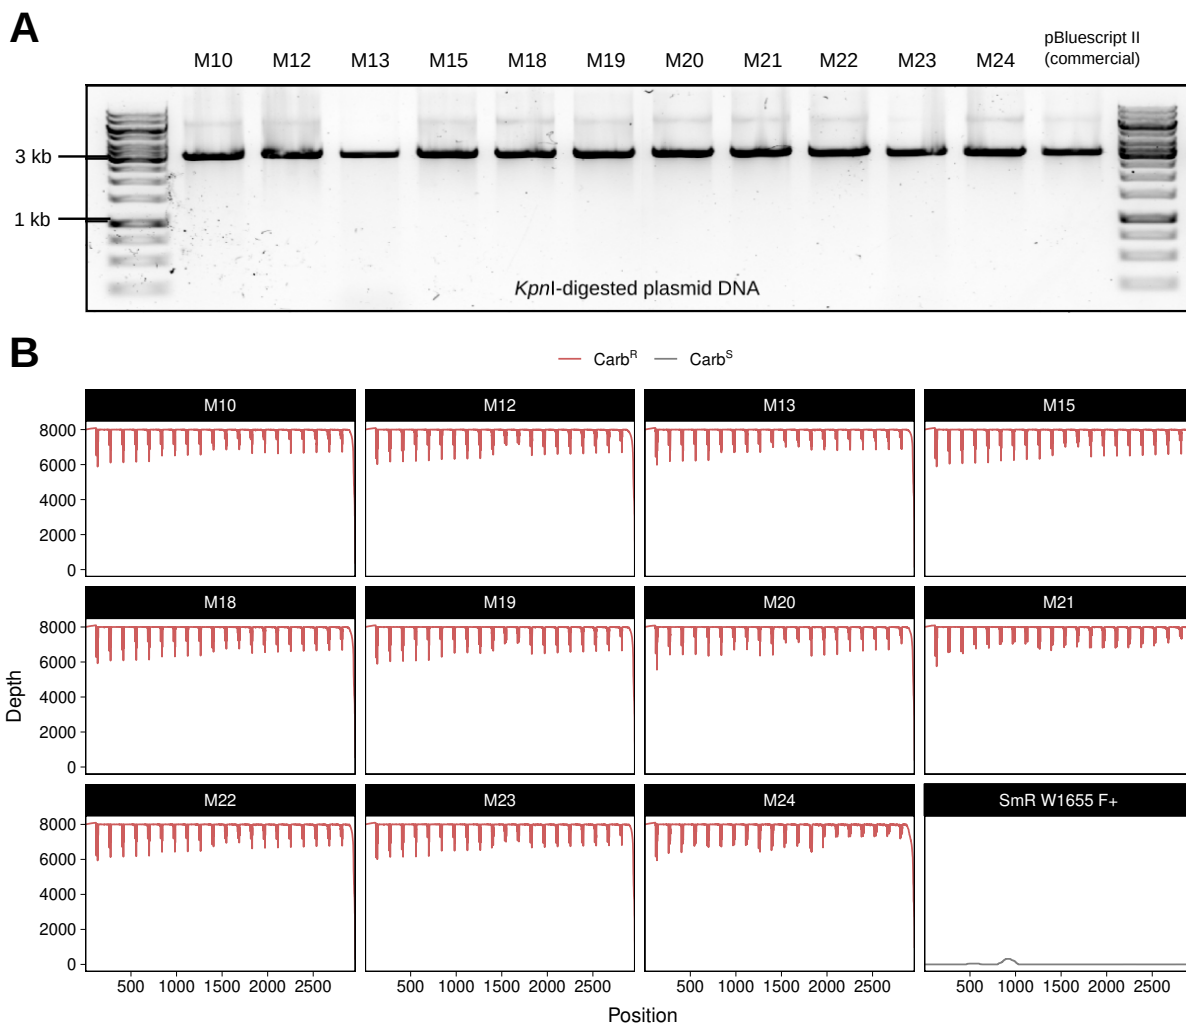 A
M10 M12 M13 M15 M18 M19 M20 M21 M22 M23 M24 pBluescript II
(commercial)
3 kb
1 kb
KpnI-digested plasmid DNA
B
CarbR CarbS
M10 M12 M13 M15
8000
6000
4000
2000
0
M18 M19 M20 M21
8000
6000
4000
2000
0
Depth
M22 M23 M24 SmR W1655 F+
8000
6000
4000
2000
0
500 1000 1500 2000 2500 500 1000 1500 2000 2500 500 1000 1500 2000 2500 500 1000 1500 2000 2500
Position